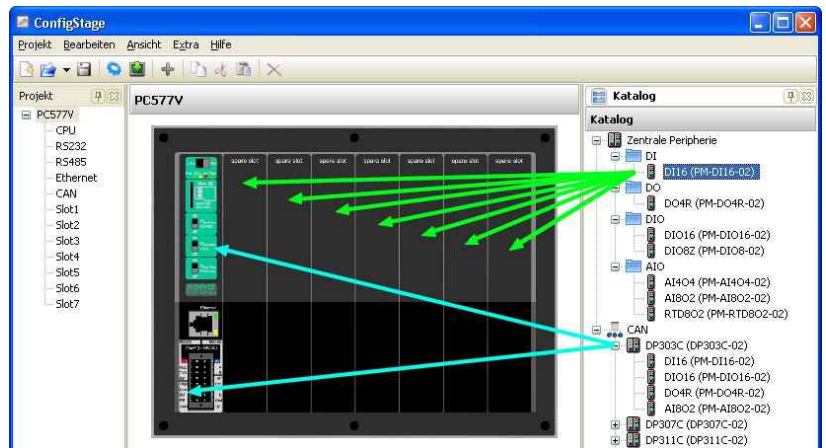 ConfigStage
Projekt Bearbeiten Ansicht Extra Hilfe
Projekt
PC577V
CPU
RS232
RS485
Ethernet
CAN
Slot1
Slot2
Slot3
Slot4
Slot5
Slot6
Slot7
PC577V
spare slot spare slot spare slot spare slot spare slot spare slot spare slot
Ethernet
Katalog
Katalog
Zentrale Peripherie
DI
DI16 (PM-DI16-02)
DO
DO4R (PM-DO4R-02)
DIO
DIO16 (PM-DIO16-02)
DIO8Z (PM-DIO8-02)
AIO
AI4O4 (PM-AI4O4-02)
AI8O2 (PM-AI8O2-02)
RTD8O2 (PM-RTD8O2-02)
CAN
DP303C (DP303C-02)
DI16 (PM-DI16-02)
DIO16 (PM-DIO16-02)
DO4R (PM-DO4R-02)
AI8O2 (PM-AI8O2-02)
DP307C (DP307C-02)
DP311C (DP311C-02)